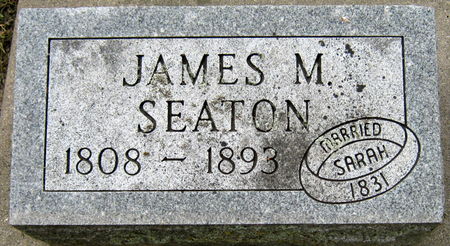 JAMES M.
SEATON
1808 – 1893
MARRIED
SARAH
1831